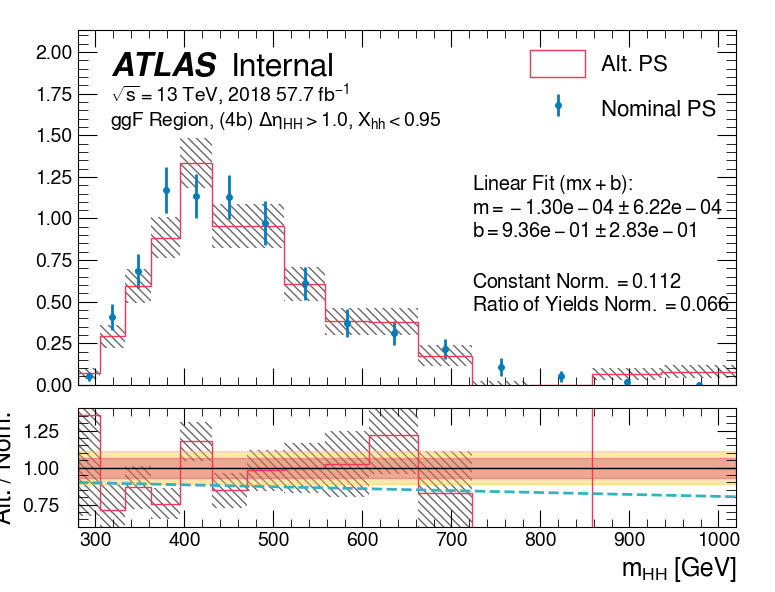 ATLAS Internal
√s = 13 TeV, 2018 57.7 fb⁻¹
ggF Region, (4b) Δη_HH > 1.0, X_hh < 0.95
Alt. PS
Nominal PS
Linear Fit (mx + b):
m = − 1.30e − 04 ± 6.22e − 04
b = 9.36e − 01 ± 2.83e − 01
Constant Norm. = 0.112
Ratio of Yields Norm. = 0.066
2.00
1.75
1.50
1.25
1.00
0.75
0.50
0.25
0.00
Alt. / Nom.
1.25
1.00
0.75
300 400 500 600 700 800 900 1000
m_HH [GeV]